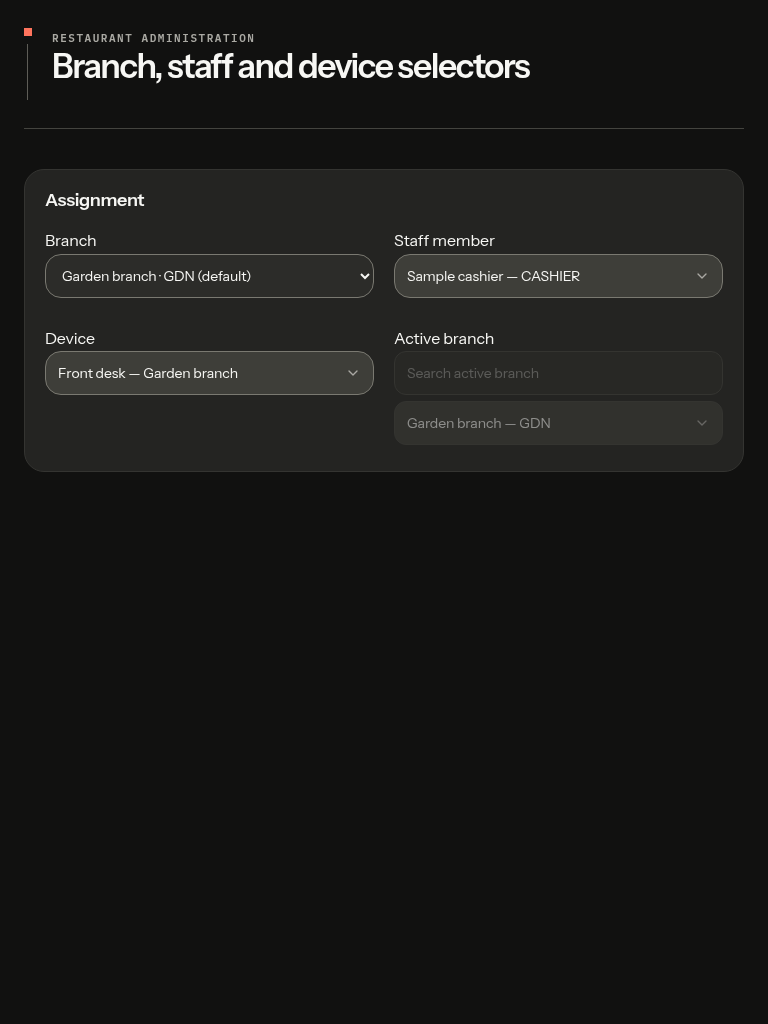 RESTAURANT ADMINISTRATION
Branch, staff and device selectors
Assignment
Branch
Garden branch · GDN (default)
Staff member
Sample cashier — CASHIER
Device
Front desk — Garden branch
Active branch
Search active branch
Garden branch — GDN